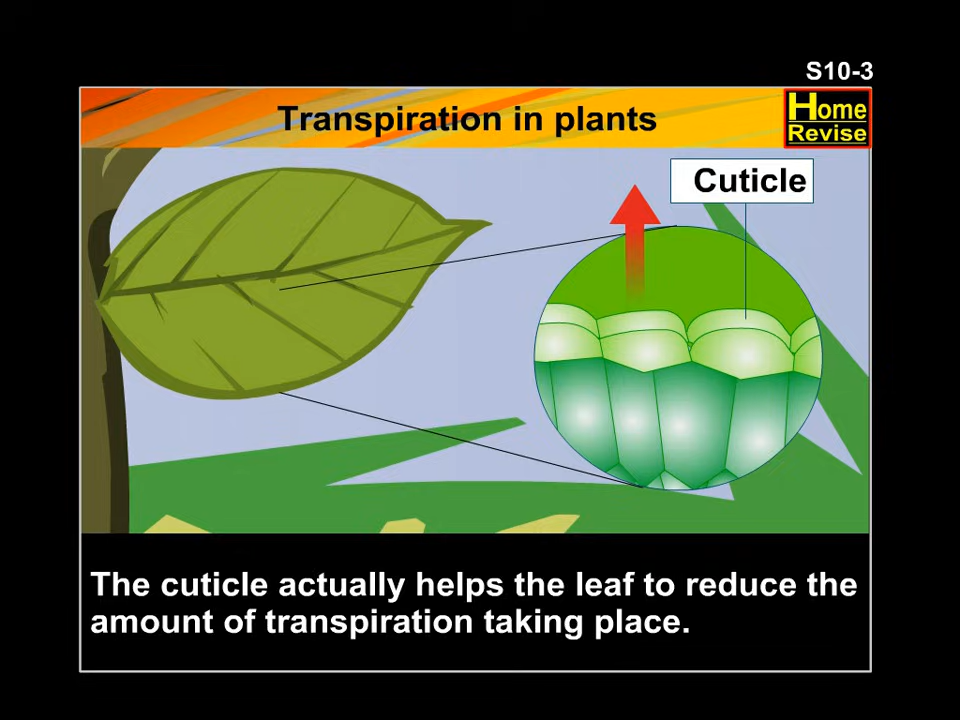 S10-3
Transpiration in plants
Home
Revise
Cuticle
The cuticle actually helps the leaf to reduce the
amount of transpiration taking place.